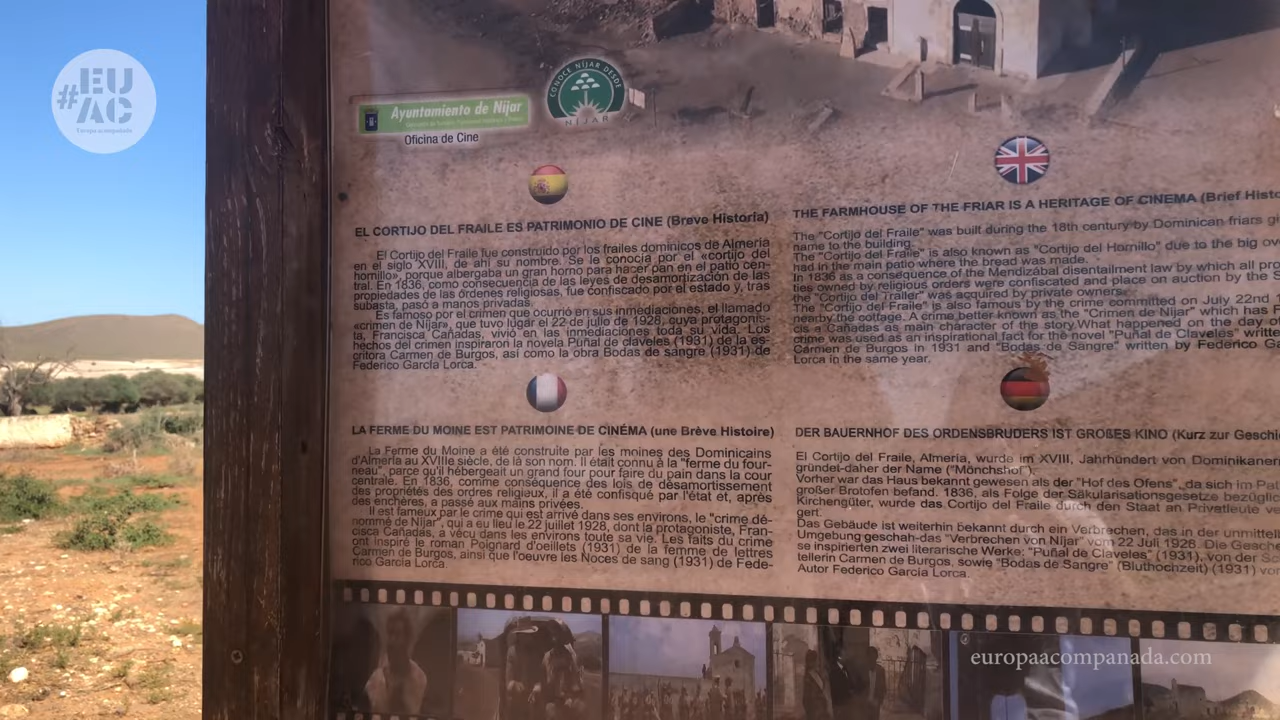 #EU
AC
Europa acompañada
CONOCE NÍJAR DESDE
NÍJAR
Ayuntamiento de Níjar
Oficina de Cine
EL CORTIJO DEL FRAILE ES PATRIMONIO DE CINE (Breve Historia)
El Cortijo del Fraile fue construido por los frailes dominicos de Almería
en el siglo XVIII, de ahí su nombre. Se le conocía por el «cortijo del
hornillo», porque albergaba un gran horno para hacer pan en el patio cen-
tral. En 1836, como consecuencia de las leyes de desamortización de las
propiedades de las órdenes religiosas, fue confiscado por el estado y, tras
subasta, pasó a manos privadas.
Es famoso por el crimen que ocurrió en sus inmediaciones, el llamado
«crimen de Níjar», que tuvo lugar el 22 de julio de 1928, cuya protagonis-
ta, Francisca Cañadas, vivió en las inmediaciones toda su vida. Los
hechos del crimen inspiraron la novela Puñal de claveles (1931) de la es-
critora Carmen de Burgos, así como la obra Bodas de sangre (1931) de
Federico García Lorca.
THE FARMHOUSE OF THE FRIAR IS A HERITAGE OF CINEMA (Brief Histo
The "Cortijo del Fraile" was built during the 18th century by Dominican friars gi
name to the building.
The "Cortijo del Fraile" is also known as "Cortijo del Hornillo" due to the big ov
had in the main patio where the bread was made.
In 1836 as a consequence of the Mendizábal disentailment law by which all pro
ties owned by religious orders were confiscated and place on auction by the
the "Cortijo del Frailer" was acquired by private owners.
The "Cortijo del Fraile" is also famous by the crime committed on July 22nd
nearby the cottage. A crime better known as the "Crimen de Níjar" which has F
cis a Cañadas as main character of the story.What happened on the day of
crime was used as an inspirational fact for the novel "Puñal de Claveles" writte
Carmen de Burgos in 1931 and "Bodas de Sangre" written by Federico Ga
Lorca in the same year.
LA FERME DU MOINE EST PATRIMOINE DE CINÉMA (une Brève Histoire)
La Ferme du Moine a été construite par les moines des Dominicains
d'Almería au XVIIIe siècle, de là son nom. Il était connu à la "ferme du four-
neau", parce qu'il hébergeait un grand four pour faire du pain dans la cour
centrale. En 1836, comme conséquence des lois de désamortissement
des propriétés des ordres religieux, il a été confisqué par l'état et, après
des enchères, a passé aux mains privées.
Il est fameux par le crime qui est arrivé dans ses environs, le "crime dé-
nommé de Níjar", qui a eu lieu le 22 juillet 1928, dont la protagoniste, Fran-
cisca Cañadas, a vécu dans les environs toute sa vie. Les faits du crime
ont inspiré le roman Poignard d'oeillets (1931) de la femme de lettres
Carmen de Burgos, ainsi que l'oeuvre les Noces de sang (1931) de Fede-
rico García Lorca.
DER BAUERNHOF DES ORDENSBRUDERS IST GROßES KINO (Kurz zur Geschi
El Cortijo del Fraile, Almería, wurde im XVIII, Jahrhundert von Dominikanern
gründet-daher der Name ("Mönchshof").
Vorher war das Haus bekannt gewesen als der "Hof des Ofens", da sich im Pat
großer Brotofen befand. 1836, als Folge der Säkularisationsgesetze bezüglic
Kirchengüter, wurde das Cortijo del Fraile durch den Staat an Privatleute ve
gert.
Das Gebäude ist weiterhin bekannt durch ein Verbrechen, das in der unmittelb
Umgebung geschah-das "Verbrechen von Níjar" vom 22 Juli 1928. Die Gesche
se inspirierten zwei literarische Werke: "Puñal de Claveles" (1931), von der Sc
tellerin Carmen de Burgos, sowie "Bodas de Sangre" (Bluthochzeit) (1931) von
Autor Federico García Lorca.
europaacompanada.com